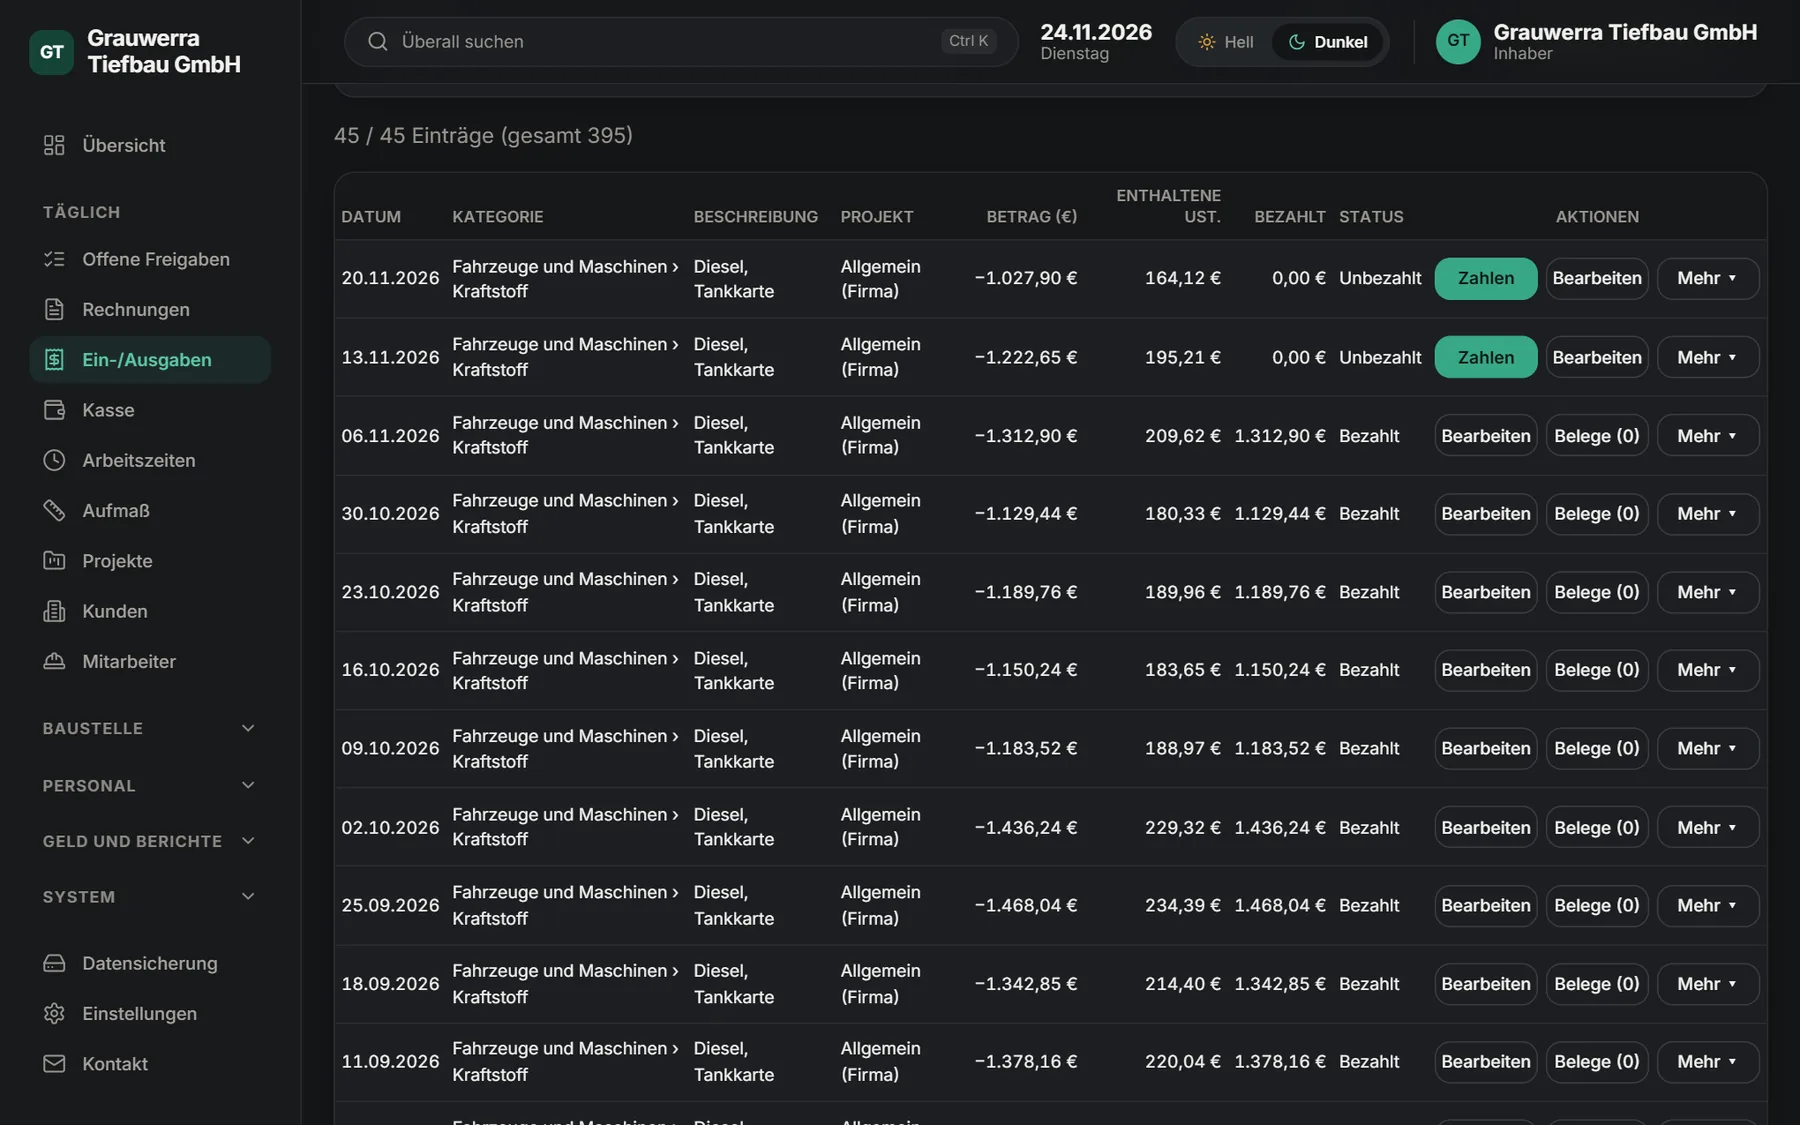 GT
Grauwerra
Tiefbau GmbH
Übersicht
TÄGLICH
Offene Freigaben
Rechnungen
Ein-/Ausgaben
Kasse
Arbeitszeiten
Aufmaß
Projekte
Kunden
Mitarbeiter
BAUSTELLE
PERSONAL
GELD UND BERICHTE
SYSTEM
Datensicherung
Einstellungen
Kontakt
Überall suchen
Ctrl K
24.11.2026
Dienstag
Hell
Dunkel
GT
Grauwerra Tiefbau GmbH
Inhaber
45 / 45 Einträge (gesamt 395)
DATUM KATEGORIE BESCHREIBUNG PROJEKT BETRAG (€) ENTHALTENE UST. BEZAHLT STATUS AKTIONEN
20.11.2026 Fahrzeuge und Maschinen › Kraftstoff Diesel, Tankkarte Allgemein (Firma) −1.027,90 € 164,12 € 0,00 € Unbezahlt Zahlen Bearbeiten Mehr ▾
13.11.2026 Fahrzeuge und Maschinen › Kraftstoff Diesel, Tankkarte Allgemein (Firma) −1.222,65 € 195,21 € 0,00 € Unbezahlt Zahlen Bearbeiten Mehr ▾
06.11.2026 Fahrzeuge und Maschinen › Kraftstoff Diesel, Tankkarte Allgemein (Firma) −1.312,90 € 209,62 € 1.312,90 € Bezahlt Bearbeiten Belege (0) Mehr ▾
30.10.2026 Fahrzeuge und Maschinen › Kraftstoff Diesel, Tankkarte Allgemein (Firma) −1.129,44 € 180,33 € 1.129,44 € Bezahlt Bearbeiten Belege (0) Mehr ▾
23.10.2026 Fahrzeuge und Maschinen › Kraftstoff Diesel, Tankkarte Allgemein (Firma) −1.189,76 € 189,96 € 1.189,76 € Bezahlt Bearbeiten Belege (0) Mehr ▾
16.10.2026 Fahrzeuge und Maschinen › Kraftstoff Diesel, Tankkarte Allgemein (Firma) −1.150,24 € 183,65 € 1.150,24 € Bezahlt Bearbeiten Belege (0) Mehr ▾
09.10.2026 Fahrzeuge und Maschinen › Kraftstoff Diesel, Tankkarte Allgemein (Firma) −1.183,52 € 188,97 € 1.183,52 € Bezahlt Bearbeiten Belege (0) Mehr ▾
02.10.2026 Fahrzeuge und Maschinen › Kraftstoff Diesel, Tankkarte Allgemein (Firma) −1.436,24 € 229,32 € 1.436,24 € Bezahlt Bearbeiten Belege (0) Mehr ▾
25.09.2026 Fahrzeuge und Maschinen › Kraftstoff Diesel, Tankkarte Allgemein (Firma) −1.468,04 € 234,39 € 1.468,04 € Bezahlt Bearbeiten Belege (0) Mehr ▾
18.09.2026 Fahrzeuge und Maschinen › Kraftstoff Diesel, Tankkarte Allgemein (Firma) −1.342,85 € 214,40 € 1.342,85 € Bezahlt Bearbeiten Belege (0) Mehr ▾
11.09.2026 Fahrzeuge und Maschinen › Kraftstoff Diesel, Tankkarte Allgemein (Firma) −1.378,16 € 220,04 € 1.378,16 € Bezahlt Bearbeiten Belege (0) Mehr ▾